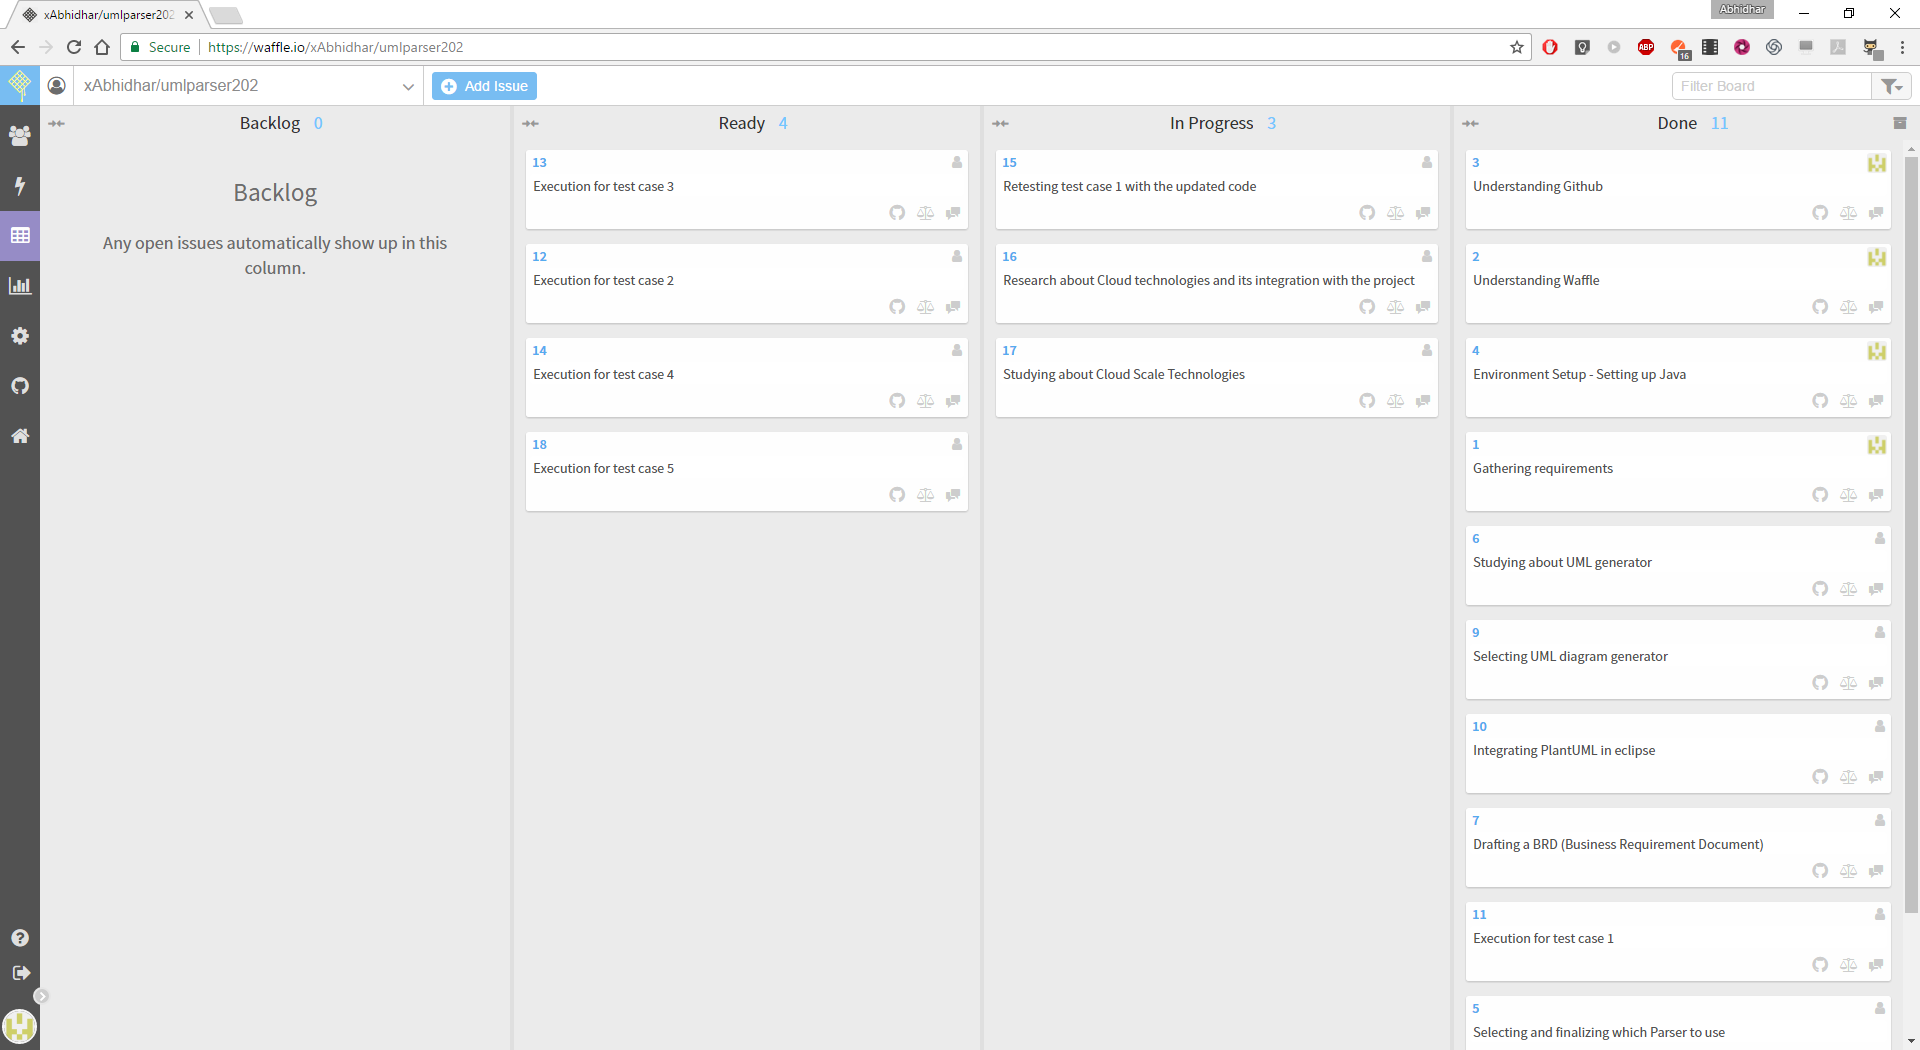 xAbhidhar/umlparser202
Abhidhar
Secure
https://waffle.io/xAbhidhar/umlparser202
ABP
16
xAbhidhar/umlparser202
Add Issue
Filter Board
Backlog 0
Backlog
Any open issues automatically show up in this
column.
Ready 4
13
Execution for test case 3
12
Execution for test case 2
14
Execution for test case 4
18
Execution for test case 5
In Progress 3
15
Retesting test case 1 with the updated code
16
Research about Cloud technologies and its integration with the project
17
Studying about Cloud Scale Technologies
Done 11
3
Understanding Github
2
Understanding Waffle
4
Environment Setup - Setting up Java
1
Gathering requirements
6
Studying about UML generator
9
Selecting UML diagram generator
10
Integrating PlantUML in eclipse
7
Drafting a BRD (Business Requirement Document)
11
Execution for test case 1
5
Selecting and finalizing which Parser to use